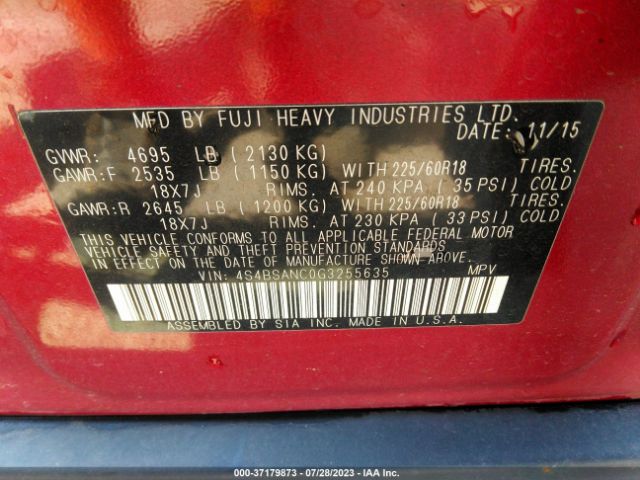 MFD BY FUJI HEAVY INDUSTRIES LTD.
DATE: 11/15
GVWR: 4695 LB ( 2130 KG)
GAWR:F 2535 LB ( 1150 KG) WITH 225/60R18 TIRES.
18X7J RIMS. AT 240 KPA ( 35 PSI) COLD
GAWR:R 2645 LB ( 1200 KG) WITH 225/60R18 TIRES.
18X7J RIMS. AT 230 KPA ( 33 PSI) COLD
THIS VEHICLE CONFORMS TO ALL APPLICABLE FEDERAL MOTOR
VEHICLE SAFETY AND THEFT PREVENTION STANDARDS
IN EFFECT ON THE DATE OF MANUFACTURE SHOWN ABOVE.
VIN: 4S4BSANC0G3255635 MPV
ASSEMBLED BY SIA INC. MADE IN U.S.A.
000-37179873 / 07/28/2023 / IAA Inc.